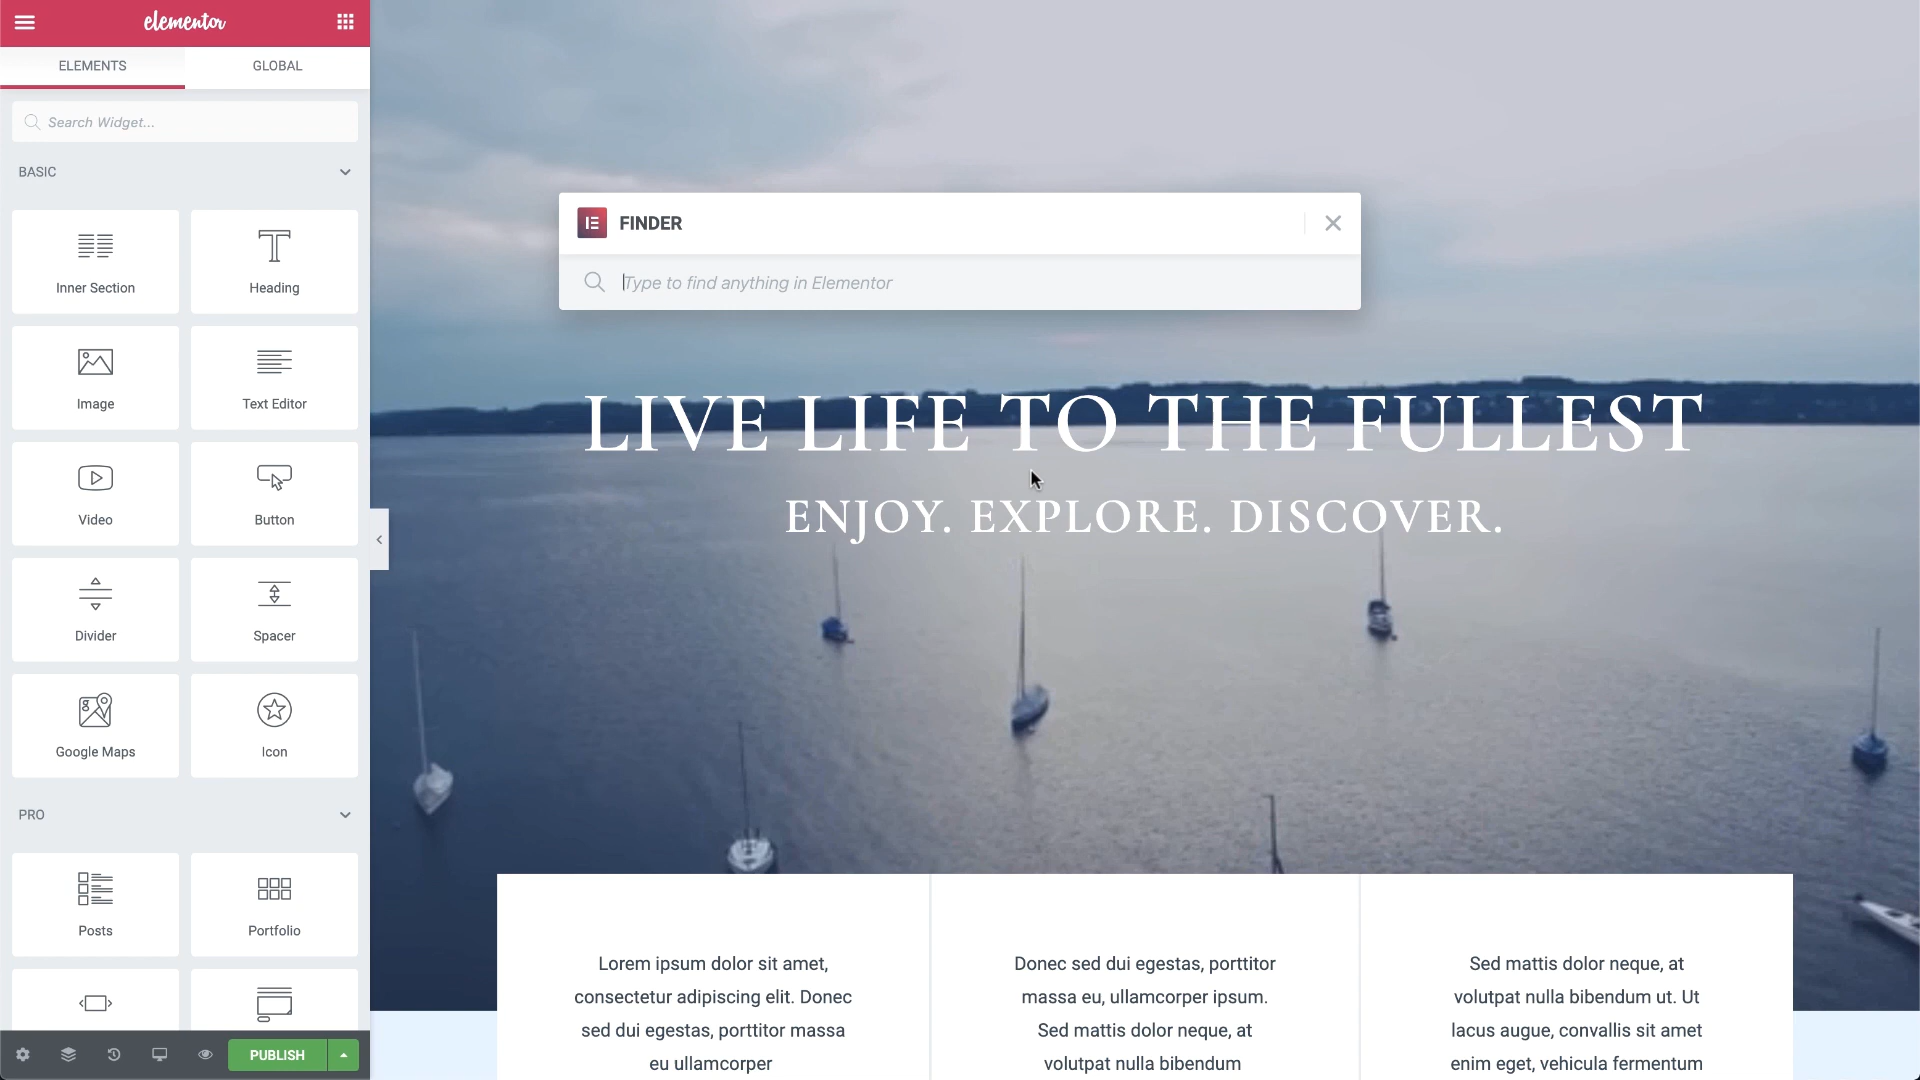 elementor
ELEMENTS
GLOBAL
Search Widget...
BASIC
Inner Section
Heading
Image
Text Editor
Video
Button
Divider
Spacer
Google Maps
Icon
PRO
Posts
Portfolio
PUBLISH
FINDER
Type to find anything in Elementor
LIVE LIFE TO THE FULLEST
ENJOY. EXPLORE. DISCOVER.
Lorem ipsum dolor sit amet,
consectetur adipiscing elit. Donec
sed dui egestas, porttitor massa
eu ullamcorper
Donec sed dui egestas, porttitor
massa eu, ullamcorper ipsum.
Sed mattis dolor neque, at
volutpat nulla bibendum
Sed mattis dolor neque, at
volutpat nulla bibendum ut. Ut
lacus augue, convallis sit amet
enim eget, vehicula fermentum